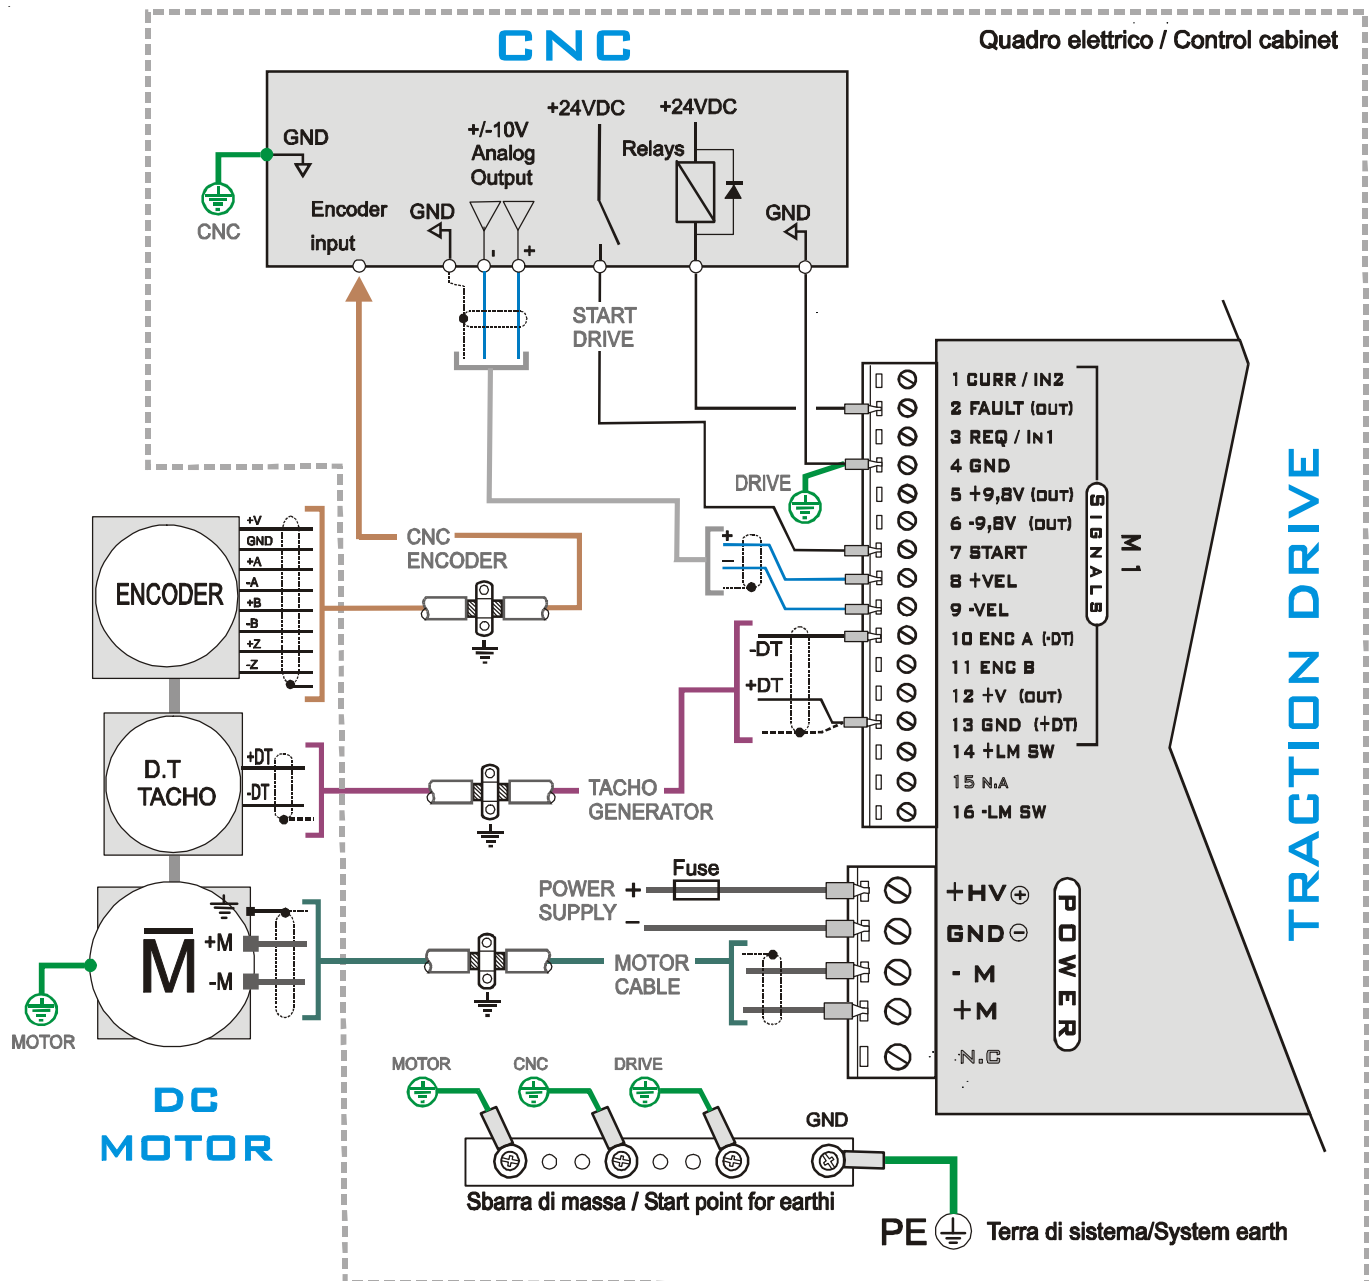 CNC
Quadro elettrico / Control cabinet
GND
+/-10V
Analog
Output
+24VDC
+24VDC
Relays
Encoder
input
GND
GND
CNC
-
+
START
DRIVE
1 CURR / IN2
2 FAULT (OUT)
3 REQ / IN1
4 GND
5 +9,8V (OUT)
6 -9,8V (OUT)
7 START
8 +VEL
9 -VEL
10 ENC A (-DT)
11 ENC B
12 +V (OUT)
13 GND (+DT)
14 +LM SW
15 N.A
16 -LM SW
SIGNALS
M 1
TRACTION DRIVE
DRIVE
+
-
ENCODER
+V
GND
+A
-A
+B
-B
+Z
-Z
CNC
ENCODER
-DT
+DT
D.T
TACHO
+DT
-DT
TACHO
GENERATOR
POWER
SUPPLY
+
-
Fuse
+HV +
GND -
- M
+M
N.C
POWER
M
+M
-M
MOTOR
CABLE
MOTOR
DC
MOTOR
MOTOR
CNC
DRIVE
GND
Sbarra di massa / Start point for earthi
PE
Terra di sistema/System earth